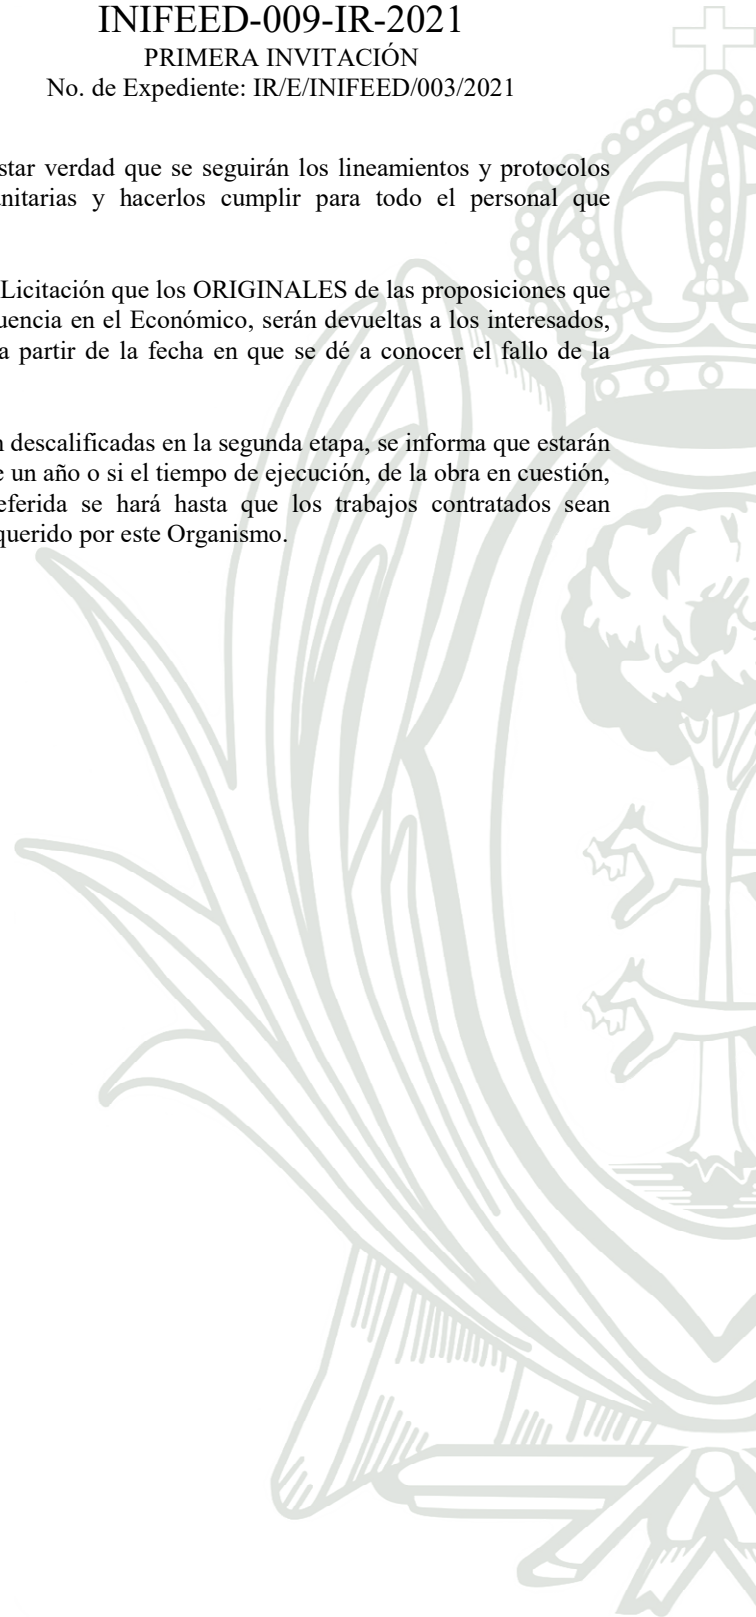 INIFEED-009-IR-2021
PRIMERA INVITACIÓN
No. de Expediente: IR/E/INIFEED/003/2021
star verdad que se seguirán los lineamientos y protocolos
nitarias y hacerlos cumplir para todo el personal que
Licitación que los ORIGINALES de las proposiciones que
uencia en el Económico, serán devueltas a los interesados,
a partir de la fecha en que se dé a conocer el fallo de la
n descalificadas en la segunda etapa, se informa que estarán
e un año o si el tiempo de ejecución, de la obra en cuestión,
eferida se hará hasta que los trabajos contratados sean
querido por este Organismo.